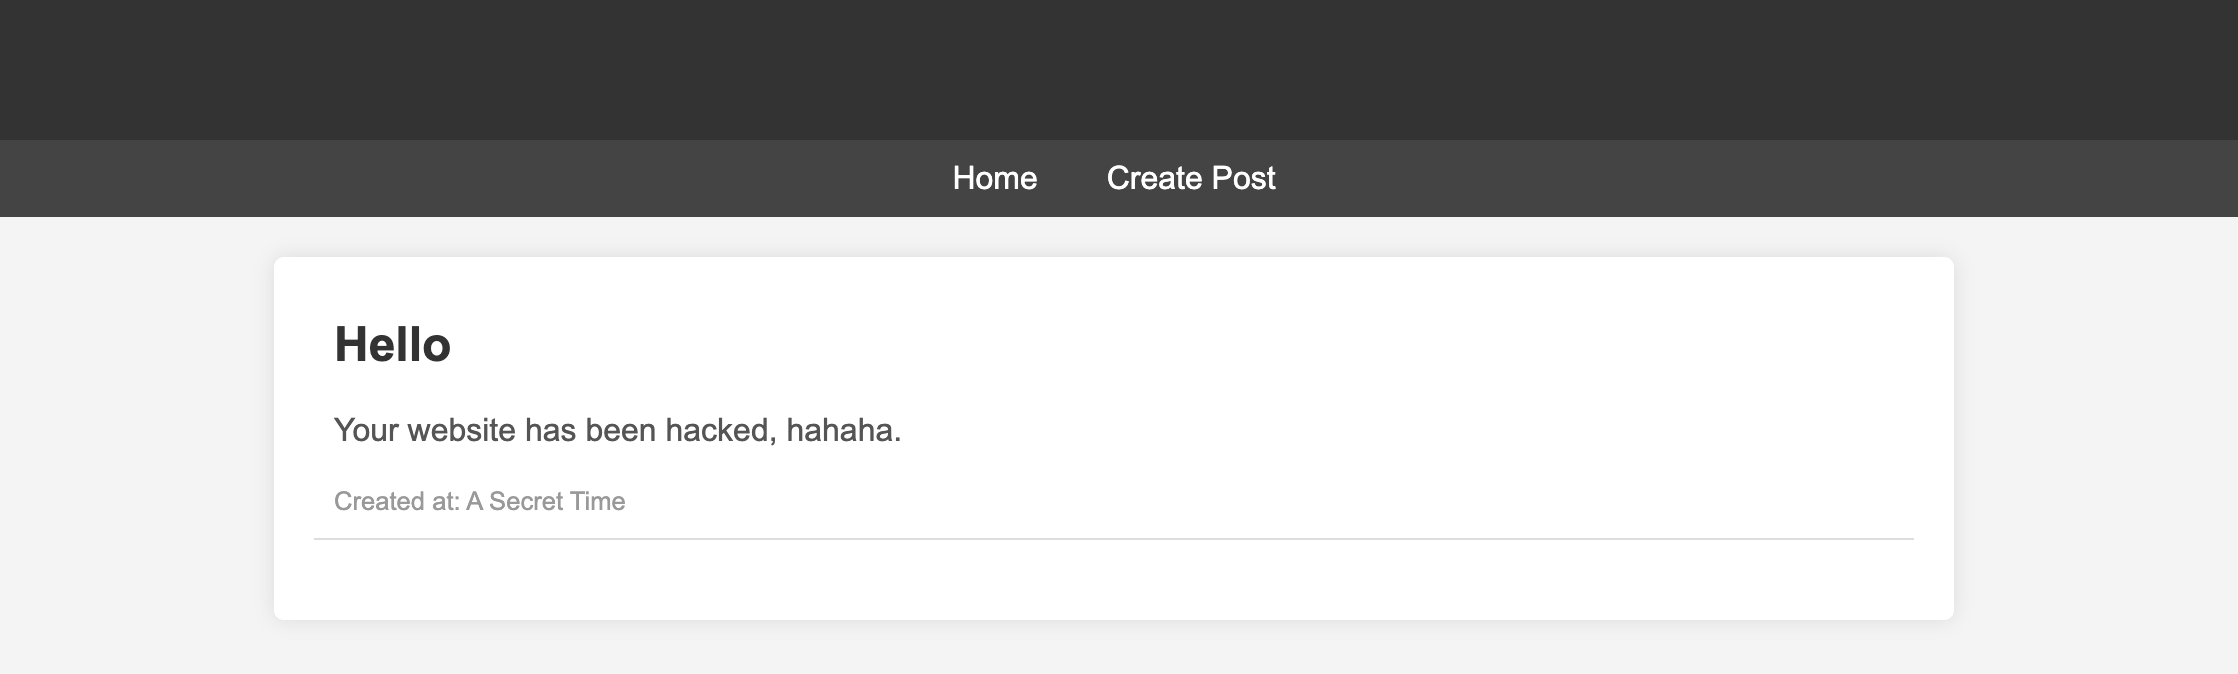 Home Create Post
Hello
Your website has been hacked, hahaha.
Created at: A Secret Time